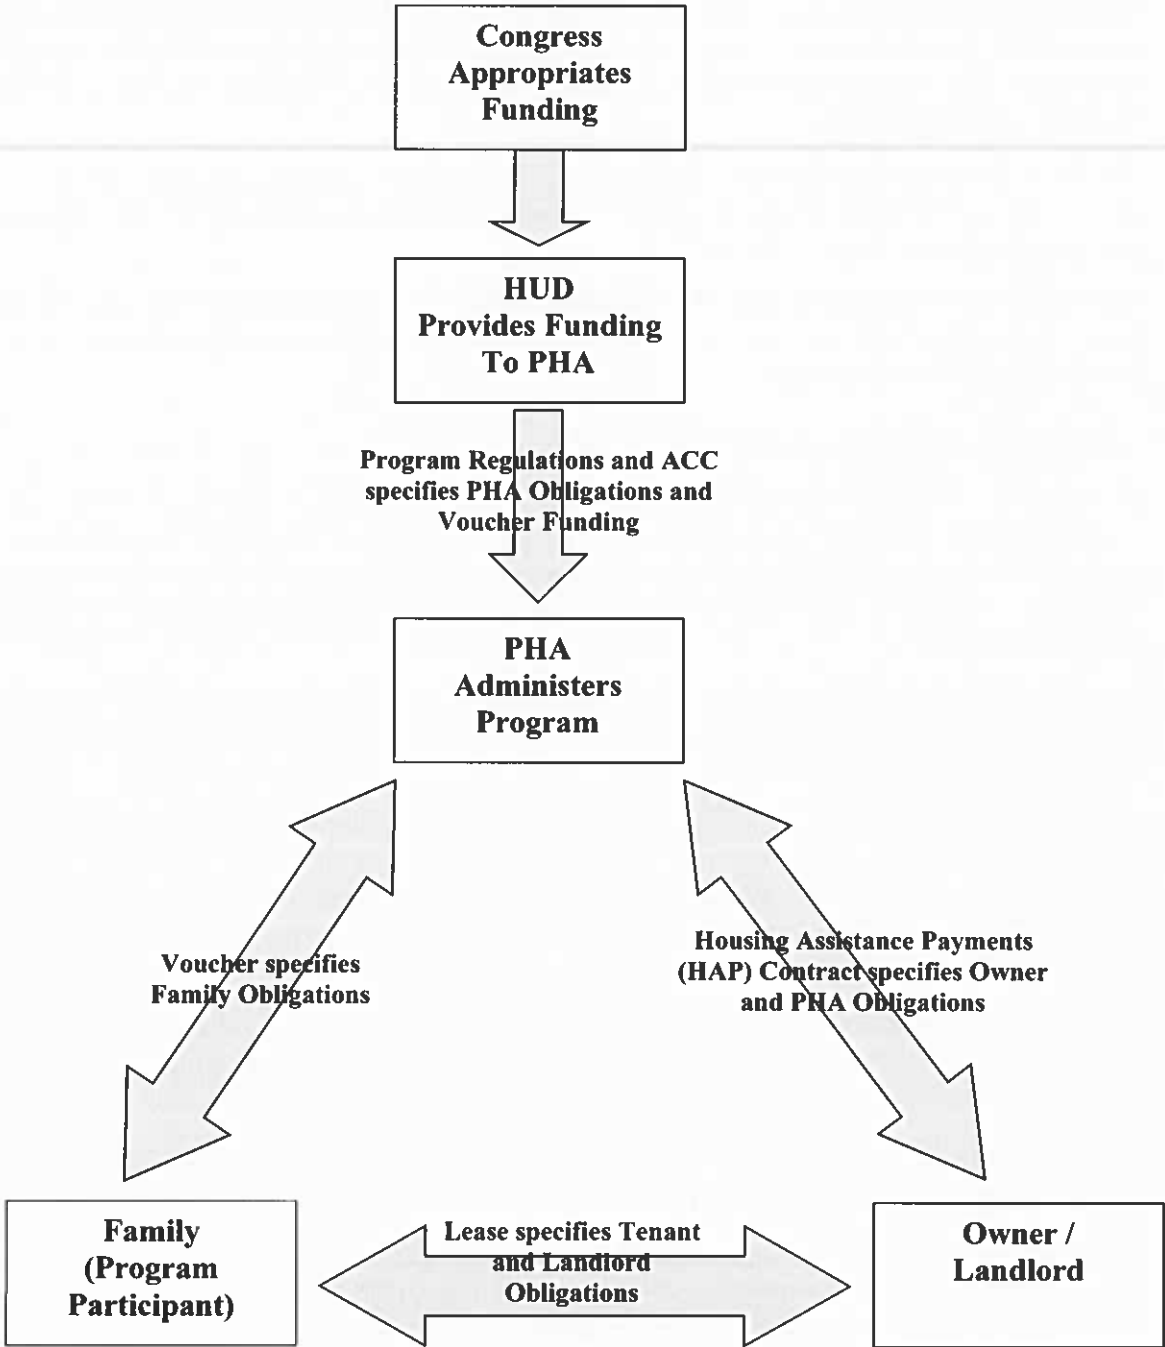 Congress
Appropriates
Funding
HUD
Provides Funding
To PHA
Program Regulations and ACC
specifies PHA Obligations and
Voucher Funding
PHA
Administers
Program
Voucher specifies
Family Obligations
Housing Assistance Payments
(HAP) Contract specifies Owner
and PHA Obligations
Family
(Program
Participant)
Lease specifies Tenant
and Landlord
Obligations
Owner /
Landlord